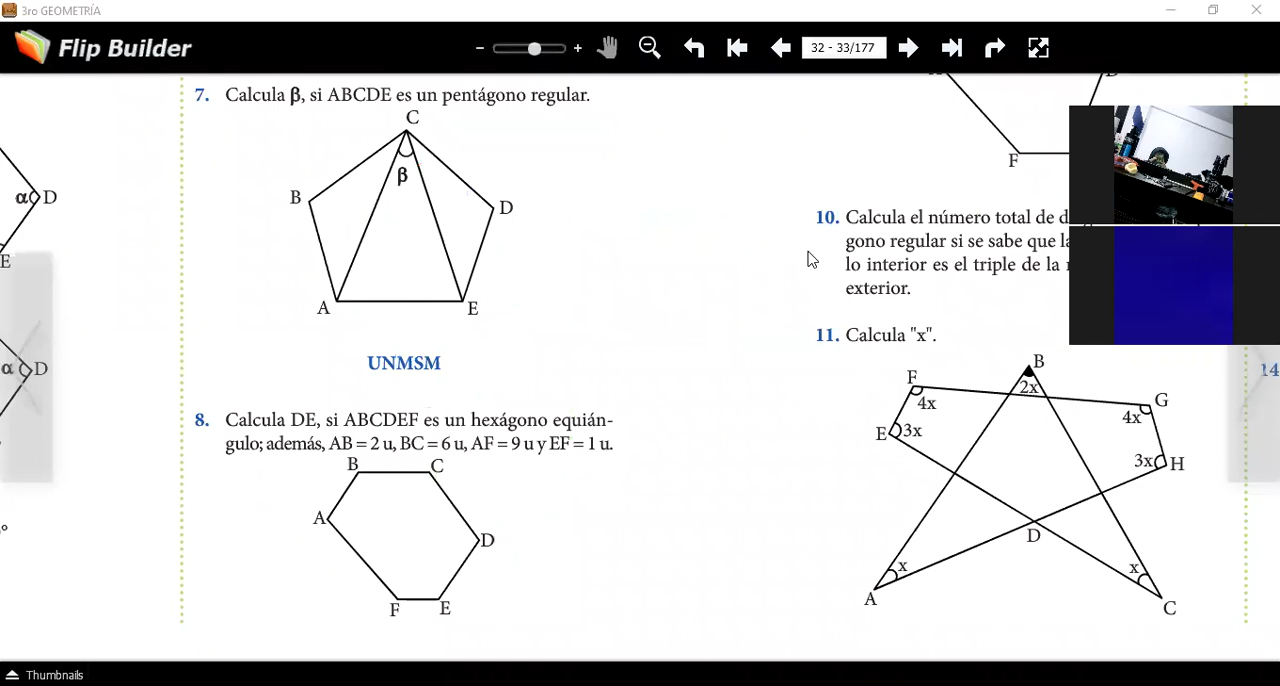 3ro GEOMETRÍA
Flip Builder
32 - 33/177
7. Calcula β, si ABCDE es un pentágono regular.
C
β
B
D
A
E
UNMSM
8. Calcula DE, si ABCDEF es un hexágono equián-
gulo; además, AB = 2 u, BC = 6 u, AF = 9 u y EF = 1 u.
B
C
A
D
F
E
α
D
E
α
D
F
10. Calcula el número total de
gono regular si se sabe que
lo interior es el triple de la
exterior.
11. Calcula "x".
B
2x
F
4x
G
4x
E
3x
3x
H
D
x
x
A
C
14
Thumbnails